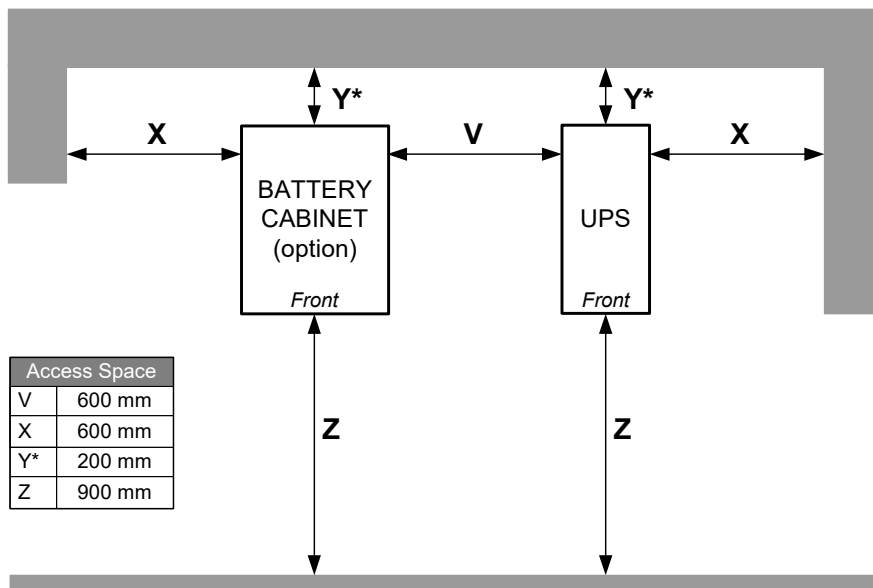 Y* Y*
X V X
BATTERY
CABINET
(option)
UPS
Front Front
Access Space
V 600 mm
X 600 mm
Y* 200 mm
Z 900 mm
Z Z